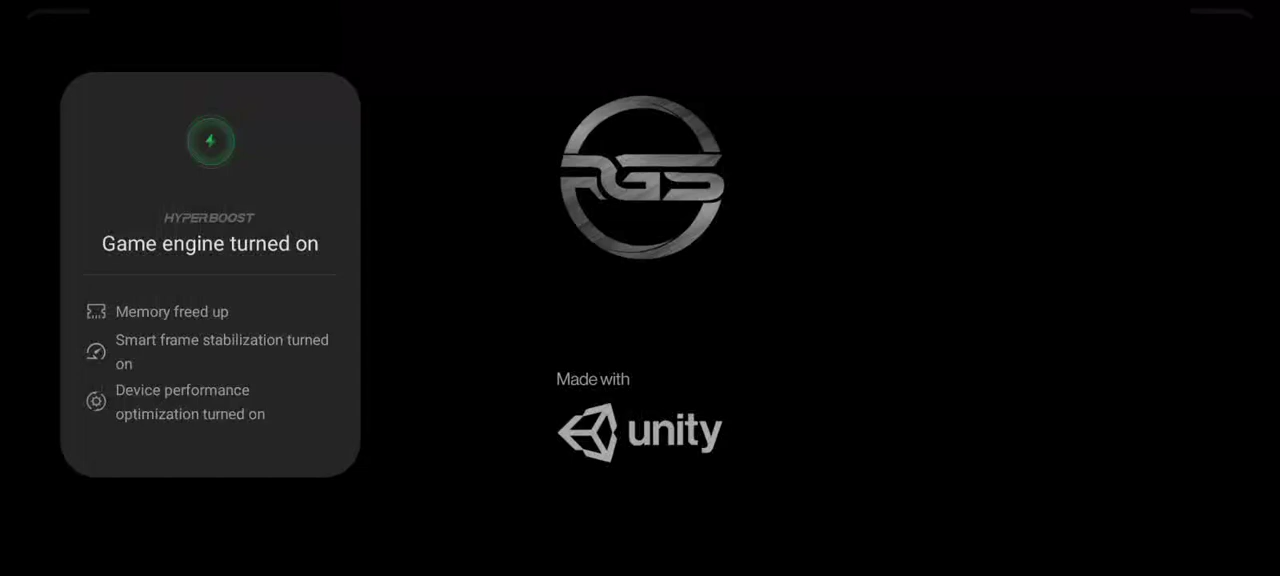 HYPERBOOST
Game engine turned on
Memory freed up
Smart frame stabilization turned
on
Device performance
optimization turned on
RGS
Made with
unity